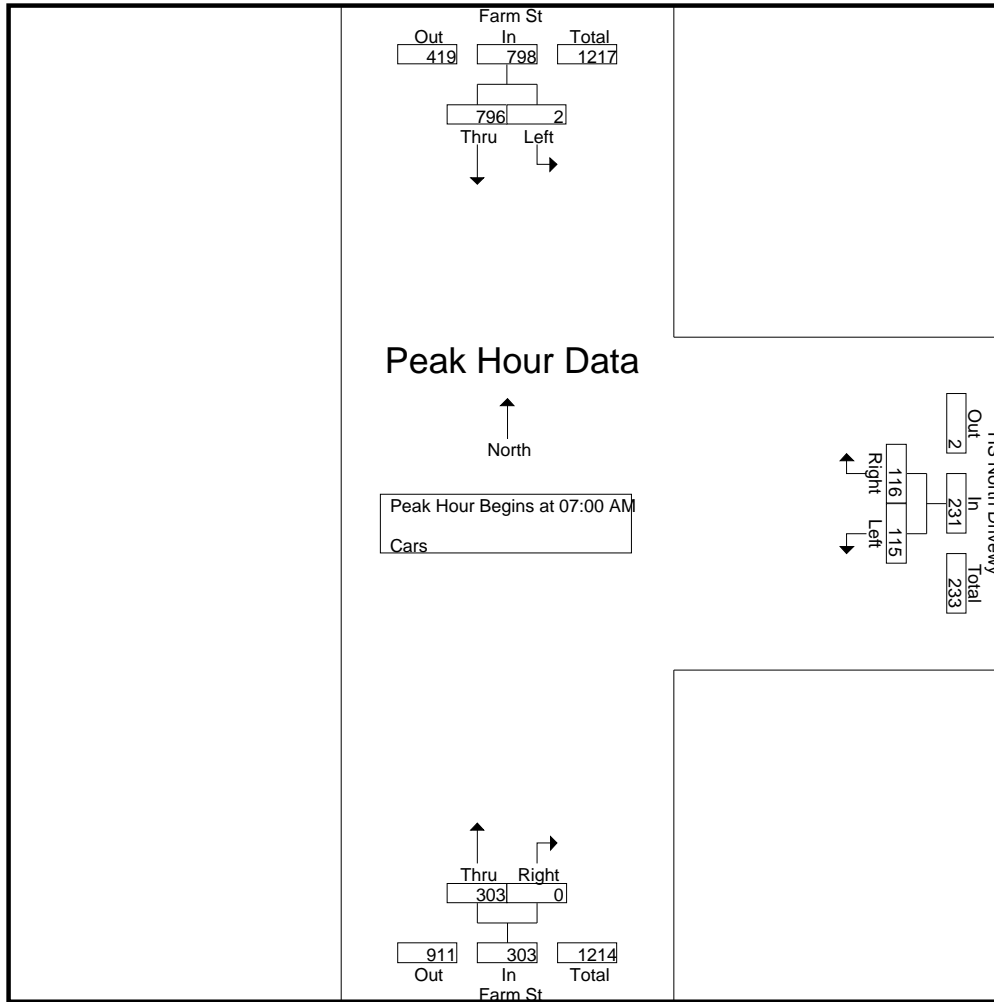 Farm St
Out In Total
419 798 1217
796 2
Thru Left
Peak Hour Data
North
Peak Hour Begins at 07:00 AM
Cars
Right Left
116 115
Out In Total
2 231 233
North Drivewy
Thru Right
303 0
911 303 1214
Out In Total
Farm St